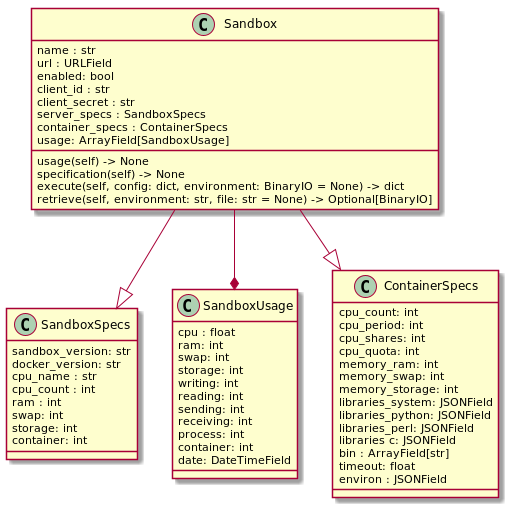 C Sandbox
name : str
url : URLField
enabled: bool
client_id : str
client_secret : str
server_specs : SandboxSpecs
container_specs : ContainerSpecs
usage: ArrayField[SandboxUsage]
usage(self) -> None
specification(self) -> None
execute(self, config: dict, environment: BinaryIO = None) -> dict
retrieve(self, environment: str, file: str = None) -> Optional[BinaryIO]
C SandboxSpecs
sandbox_version: str
docker_version: str
cpu_name : str
cpu_count : int
ram : int
swap: int
storage: int
container: int
C SandboxUsage
cpu : float
ram: int
swap: int
storage: int
writing: int
reading: int
sending: int
receiving: int
process: int
container: int
date: DateTimeField
C ContainerSpecs
cpu_count: int
cpu_period: int
cpu_shares: int
cpu_quota: int
memory_ram: int
memory_swap: int
memory_storage: int
libraries_system: JSONField
libraries_python: JSONField
libraries_perl: JSONField
libraries c: JSONField
bin : ArrayField[str]
timeout: float
environ : JSONField